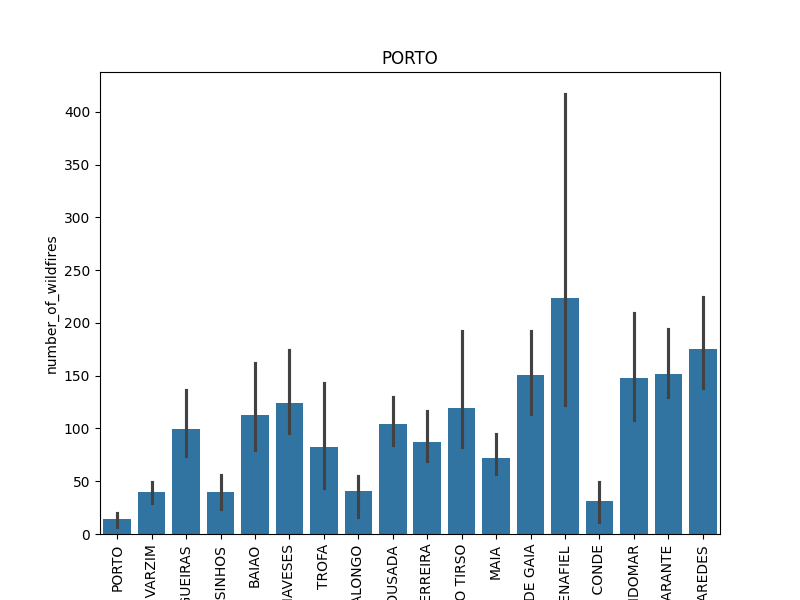 PORTO
number_of_wildfires
400
350
300
250
200
150
100
50
0
PORTO
VARZIM
GUEIRAS
SINHOS
BAIAO
AVESES
TROFA
ALONGO
OUSADA
ERREIRA
O TIRSO
MAIA
DE GAIA
ENAFIEL
CONDE
NDOMAR
ARANTE
AREDES